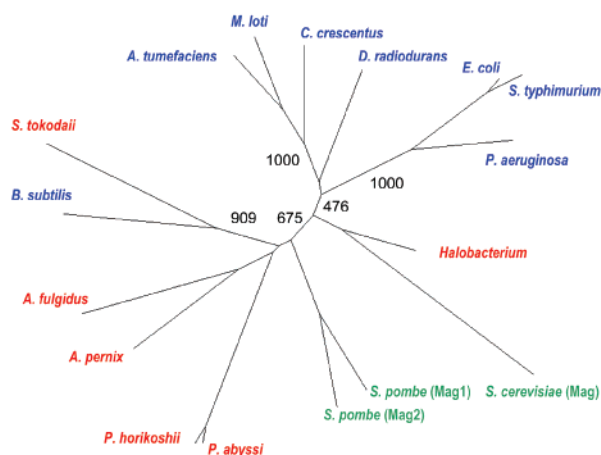 M. loti
C. crescentus
A. tumefaciens
D. radiodurans
E. coli
S. typhimurium
S. tokodaii
1000
P. aeruginosa
1000
B. subtilis
909
675
476
Halobacterium
A. fulgidus
A. pernix
S. pombe (Mag1)
S. cerevisiae (Mag)
S. pombe (Mag2)
P. horikoshii
P. abyssi